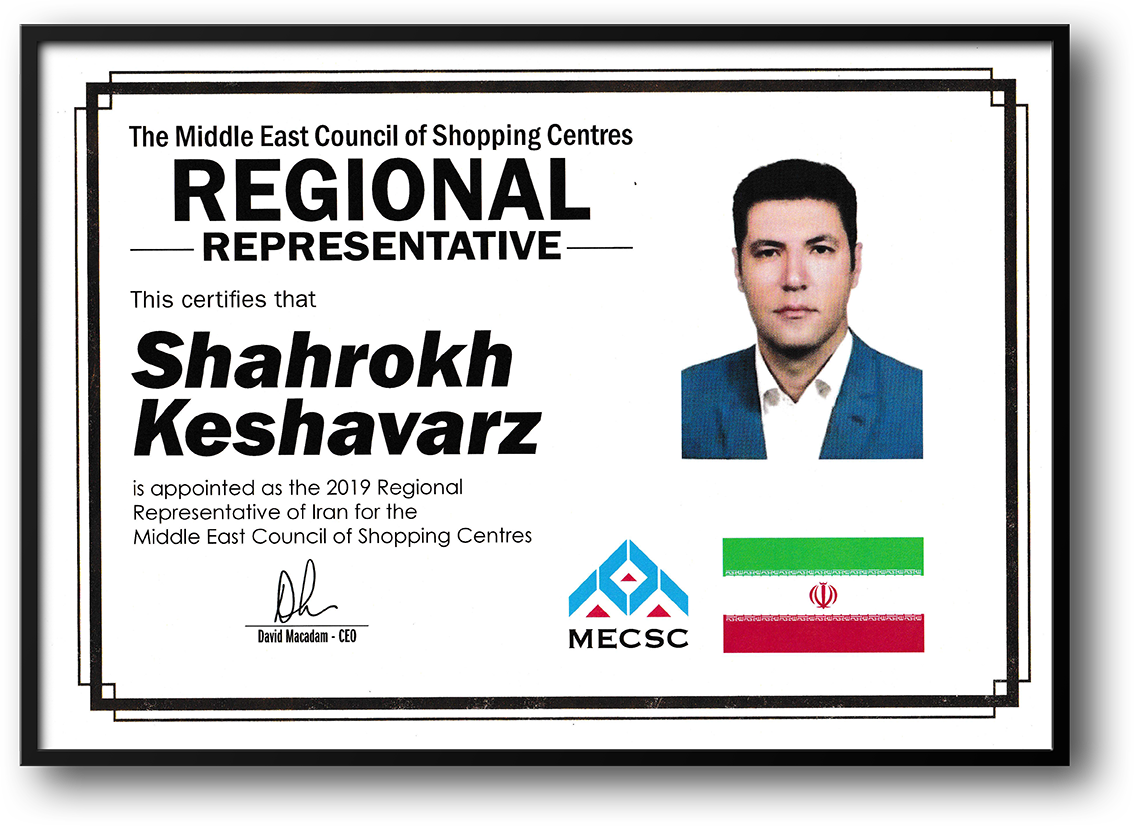 The Middle East Council of Shopping Centres
REGIONAL
REPRESENTATIVE
This certifies that
Shahrokh
Keshavarz
is appointed as the 2019 Regional
Representative of Iran for the
Middle East Council of Shopping Centres
David Macadam - CEO
MECSC